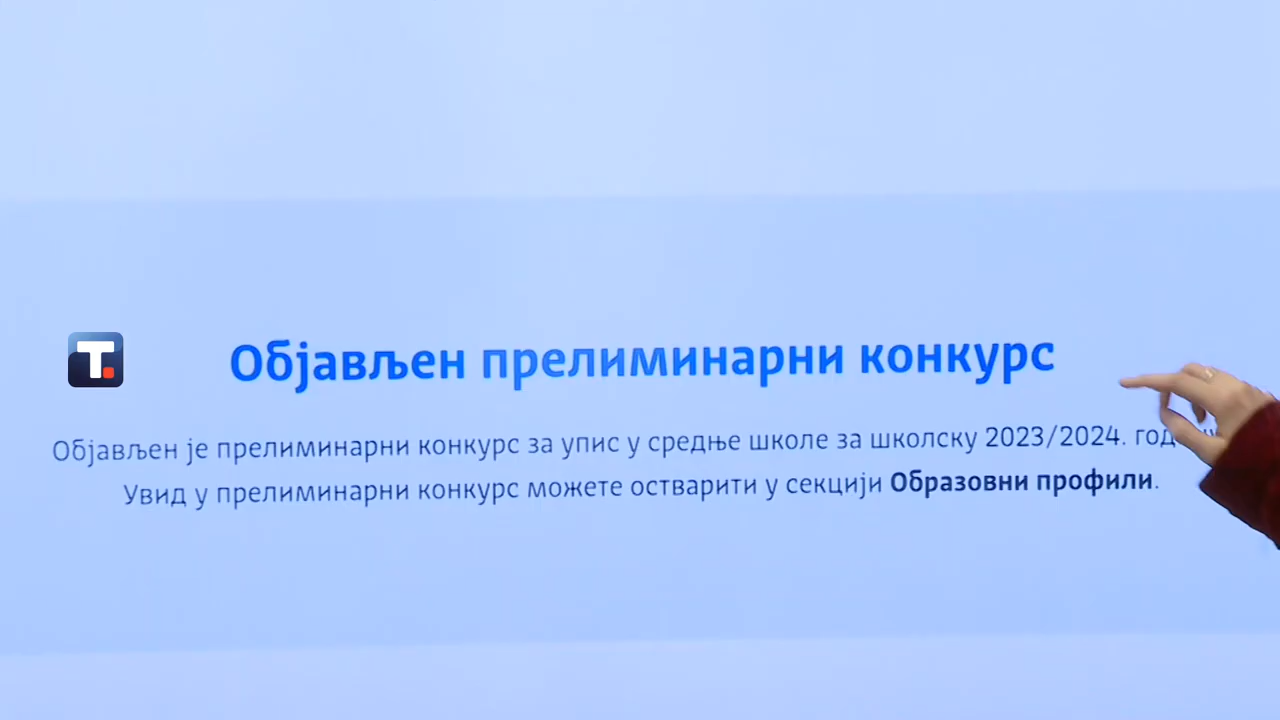 Објављен прелиминарни конкурс
Т.
Објављен је прелиминарни конкурс за упис у средње школе за школску 2023/2024.
Увид у прелиминарни конкурс можете остварити у секцији Образовни профили.